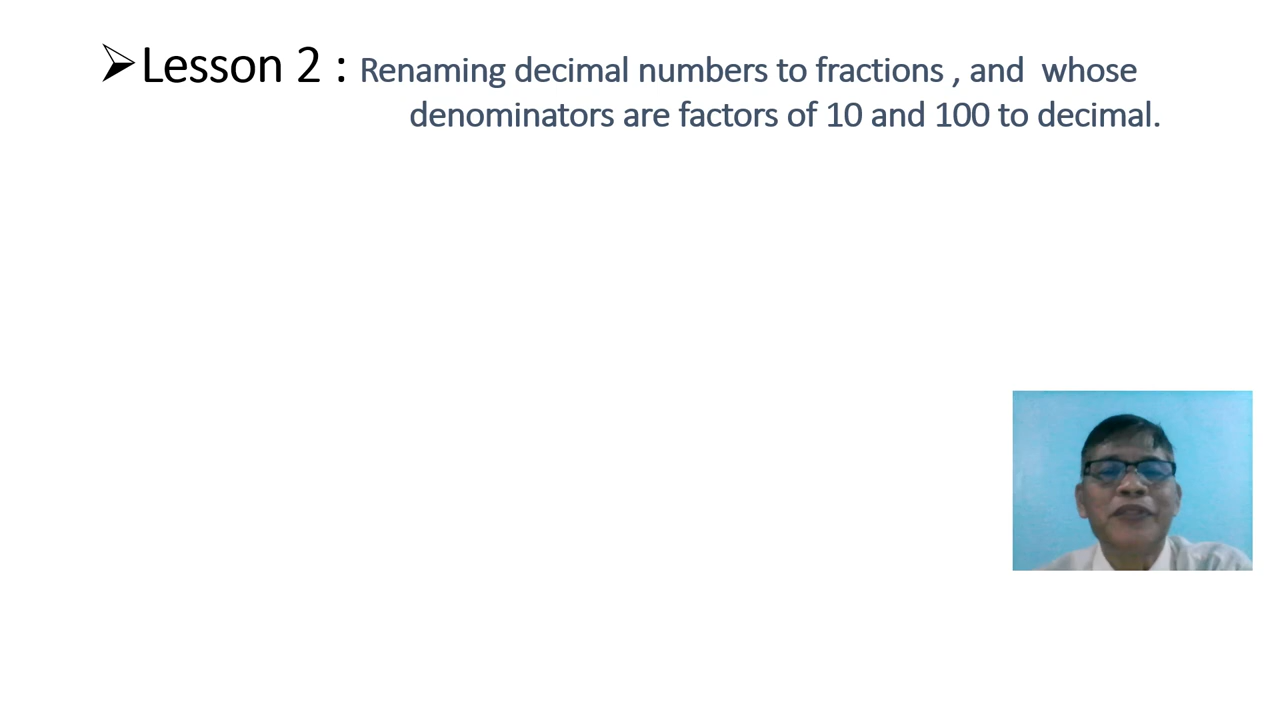 ➢Lesson 2 : Renaming decimal numbers to fractions , and  whose
denominators are factors of 10 and 100 to decimal.